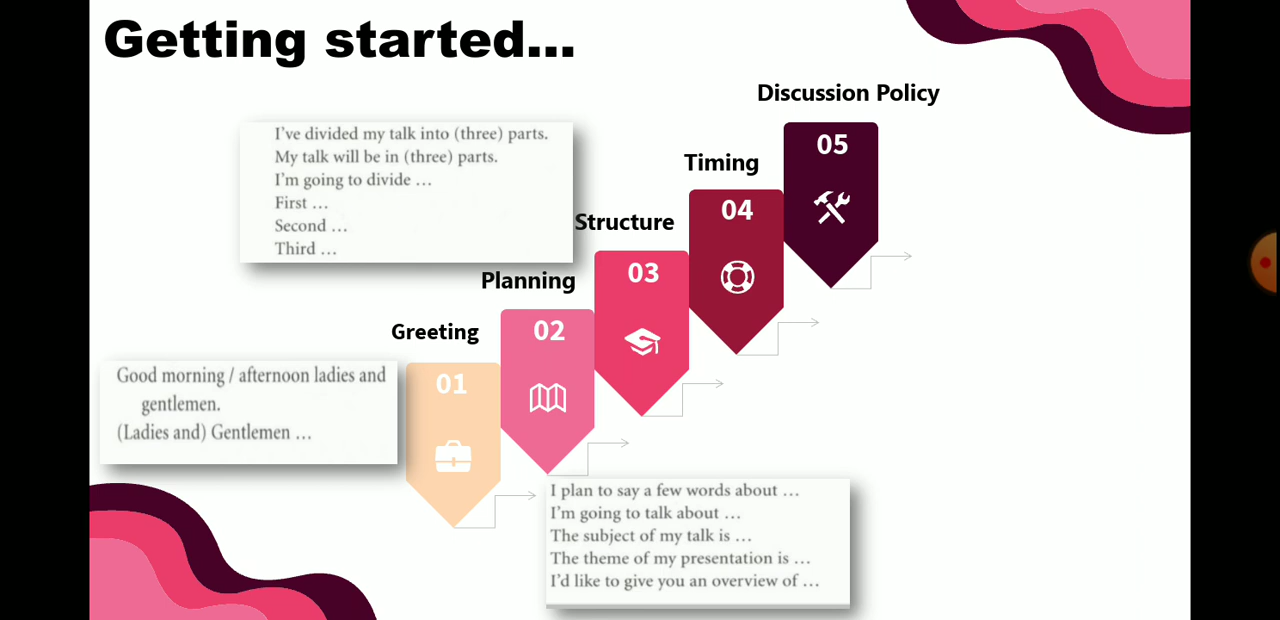 Getting started...
Discussion Policy
05
I've divided my talk into (three) parts.
My talk will be in (three) parts.
I'm going to divide …
First …
Second …
Third …
Timing
04
Structure
03
Planning
02
Greeting
01
Good morning / afternoon ladies and
gentlemen.
(Ladies and) Gentlemen …
I plan to say a few words about …
I'm going to talk about …
The subject of my talk is …
The theme of my presentation is …
I'd like to give you an overview of …